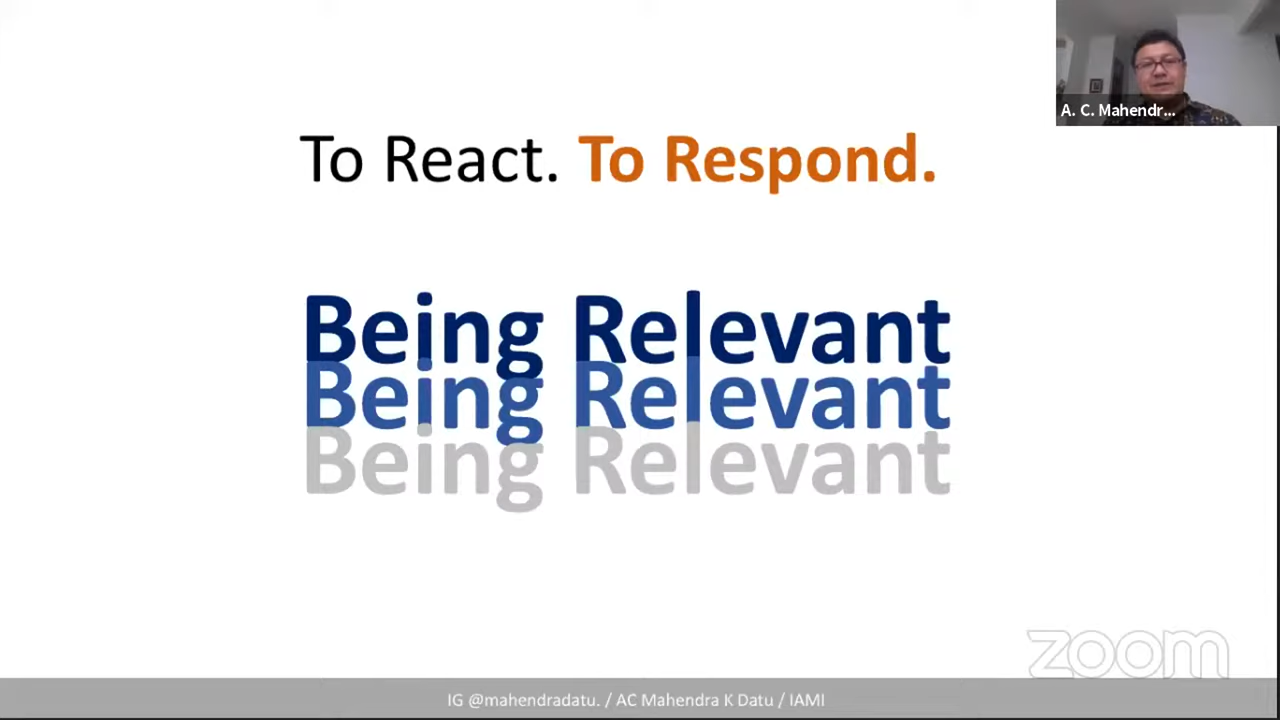 A. C. Mahendr...
To React. To Respond.
Being Relevant
Being Relevant
Being Relevant
zoom
IG @mahendradatu. / AC Mahendra K Datu / IAMI